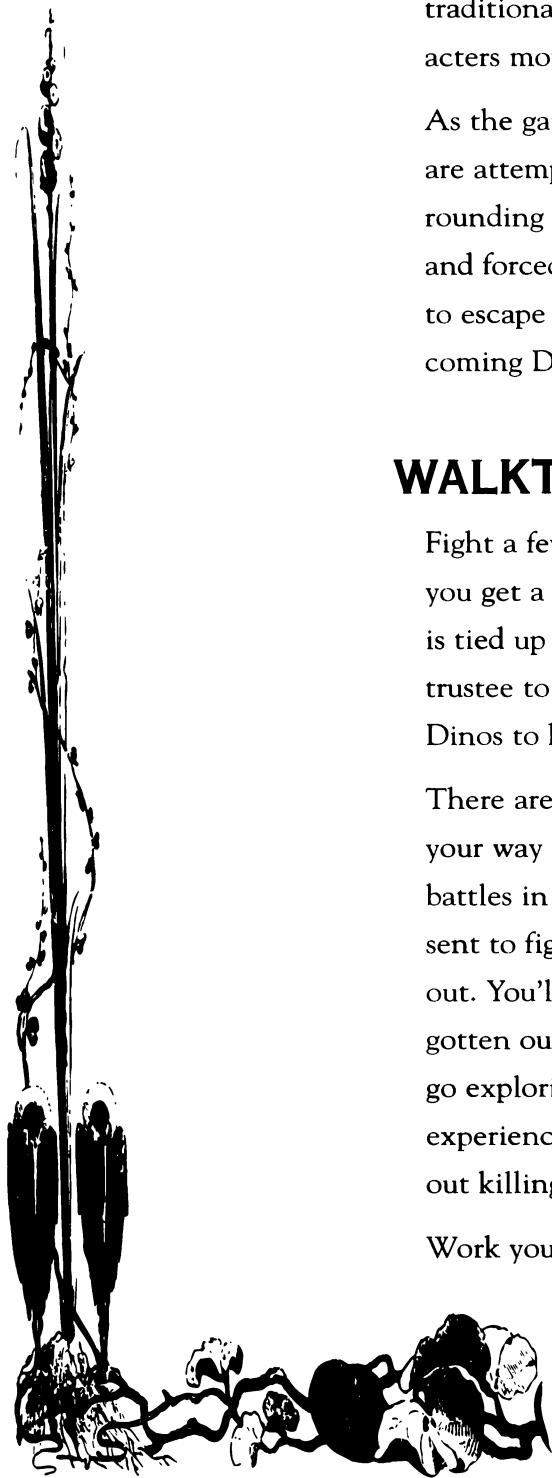 traditiona
acters mo
As the ga
are attemp
rounding
and forced
to escape
coming D
WALKT
Fight a fe
you get a
is tied up
trustee to
Dinos to
There are
your way
battles in
sent to fig
out. You'l
gotten ou
go explori
experienc
out killing
Work you